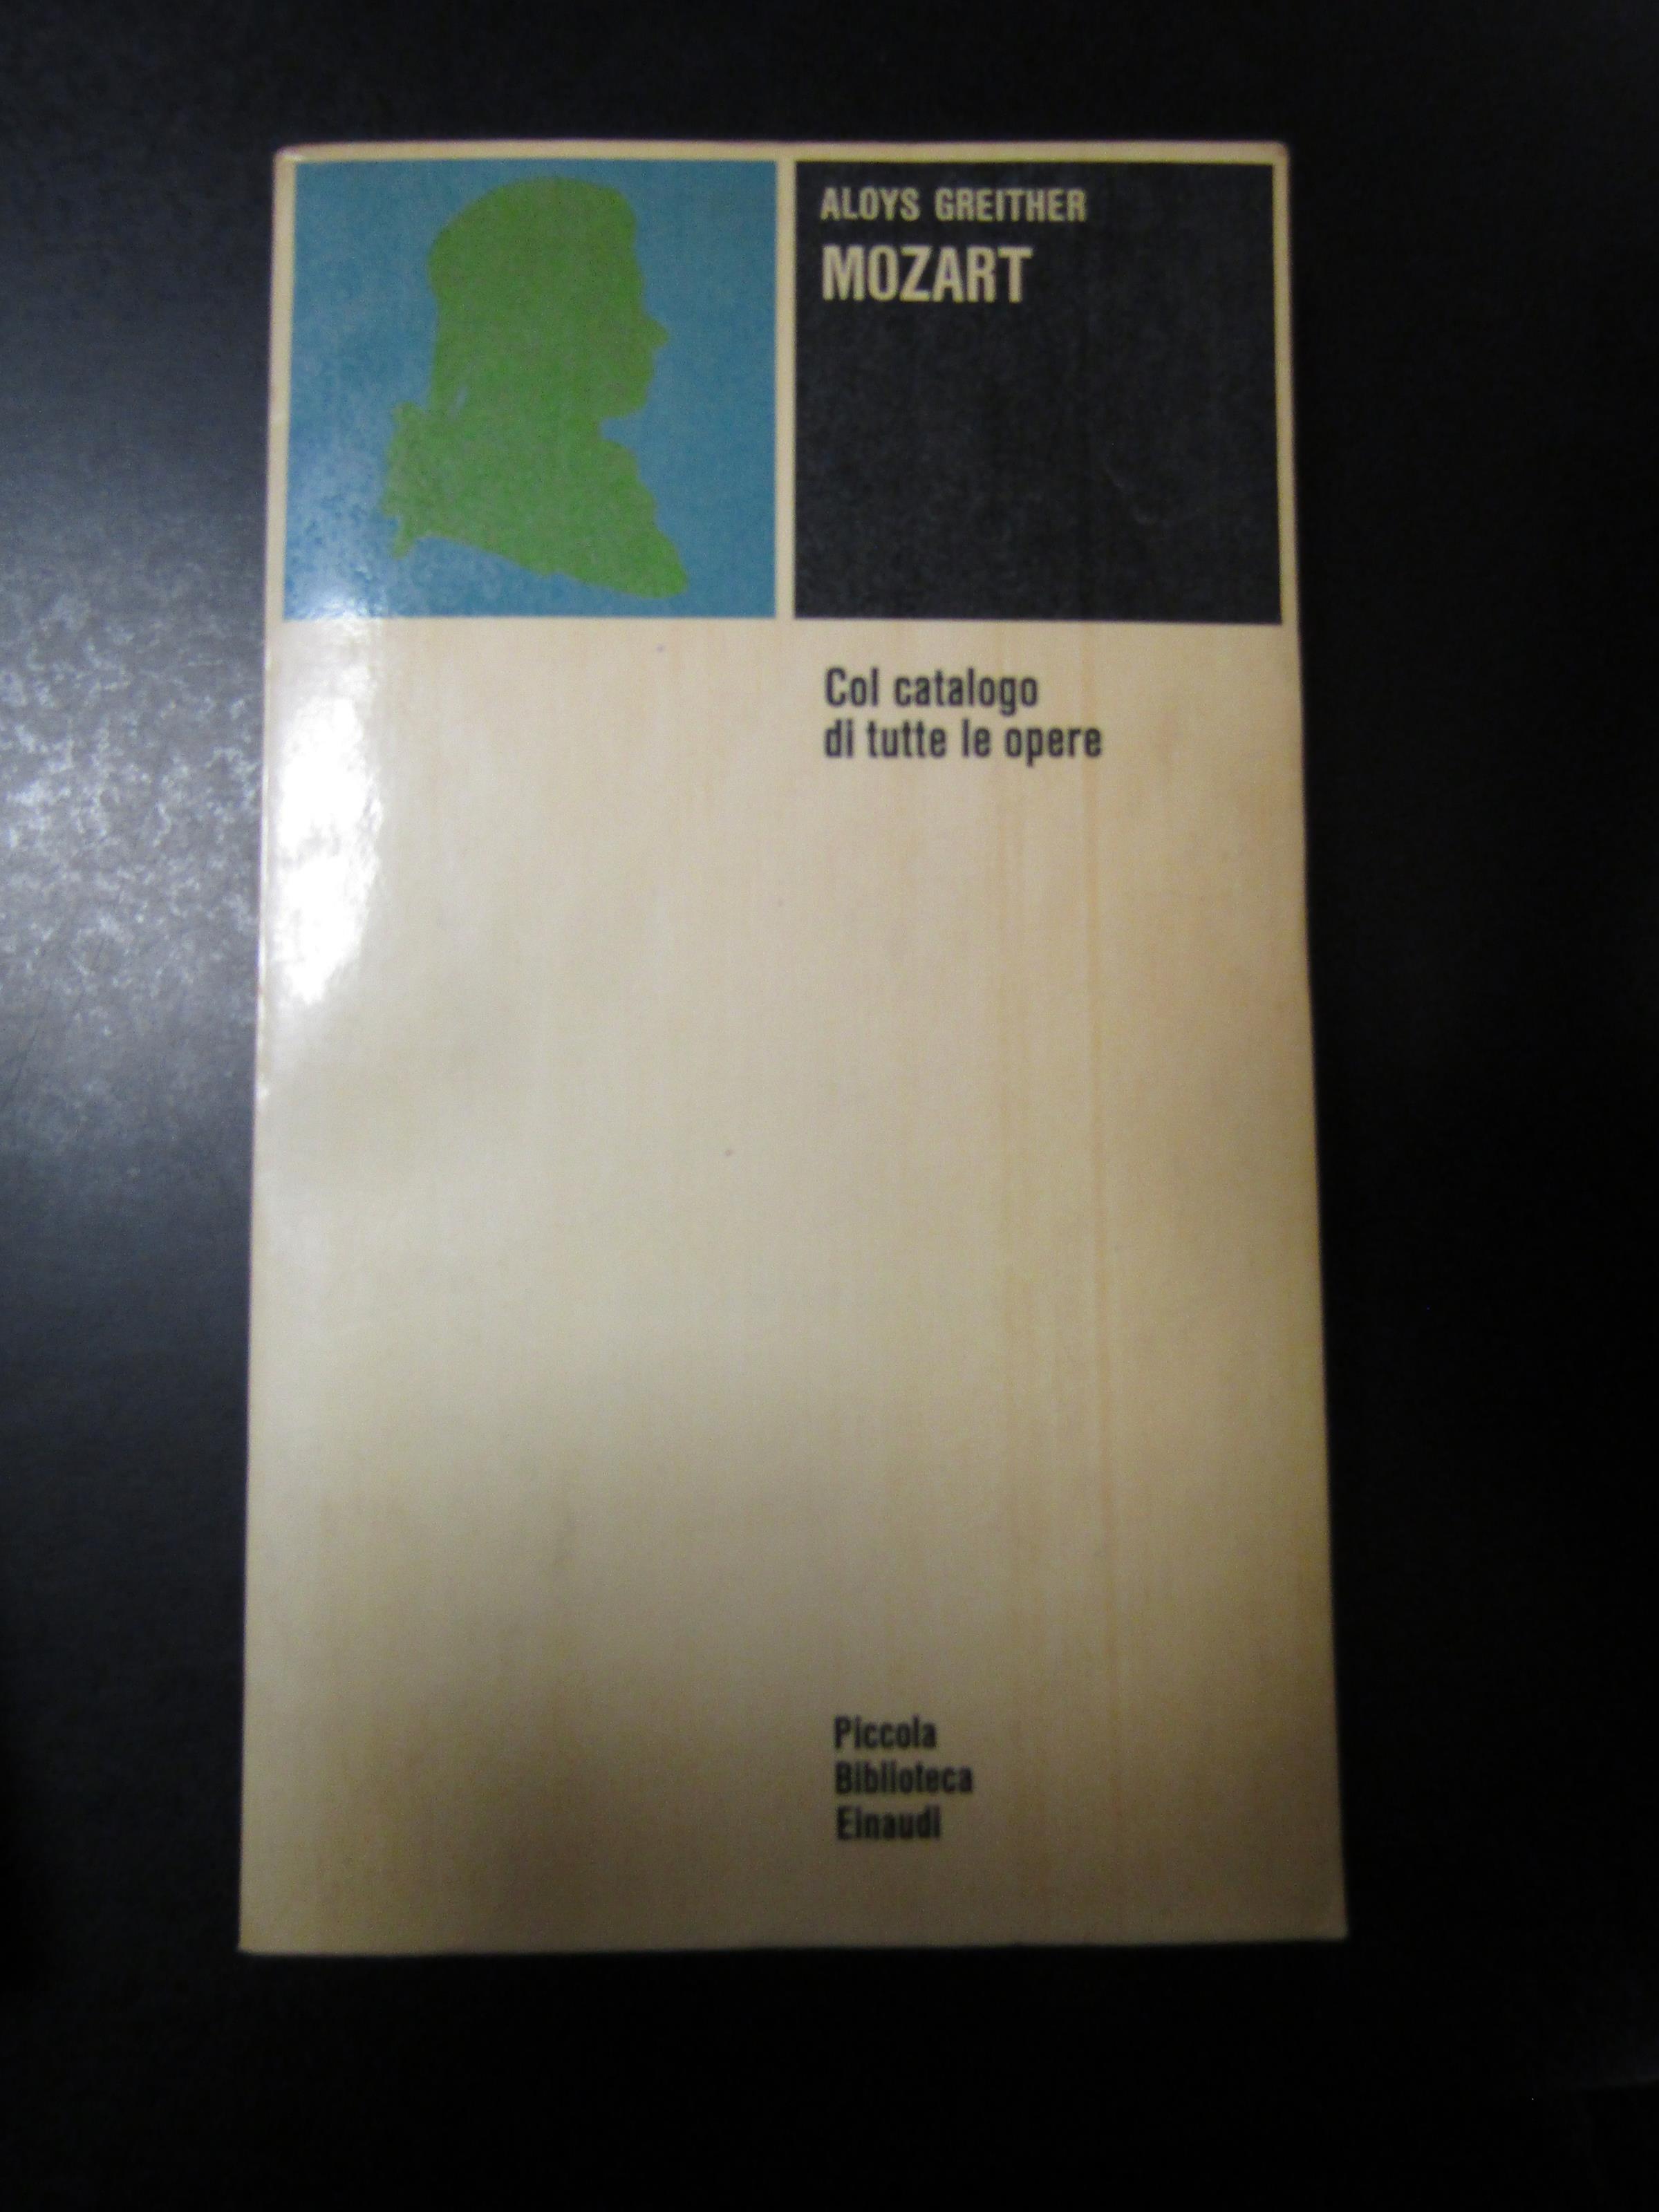 ALOYS GREITHER
MOZART
Col catalogo
di tutte le opere
Piccola
Biblioteca
Einaudi